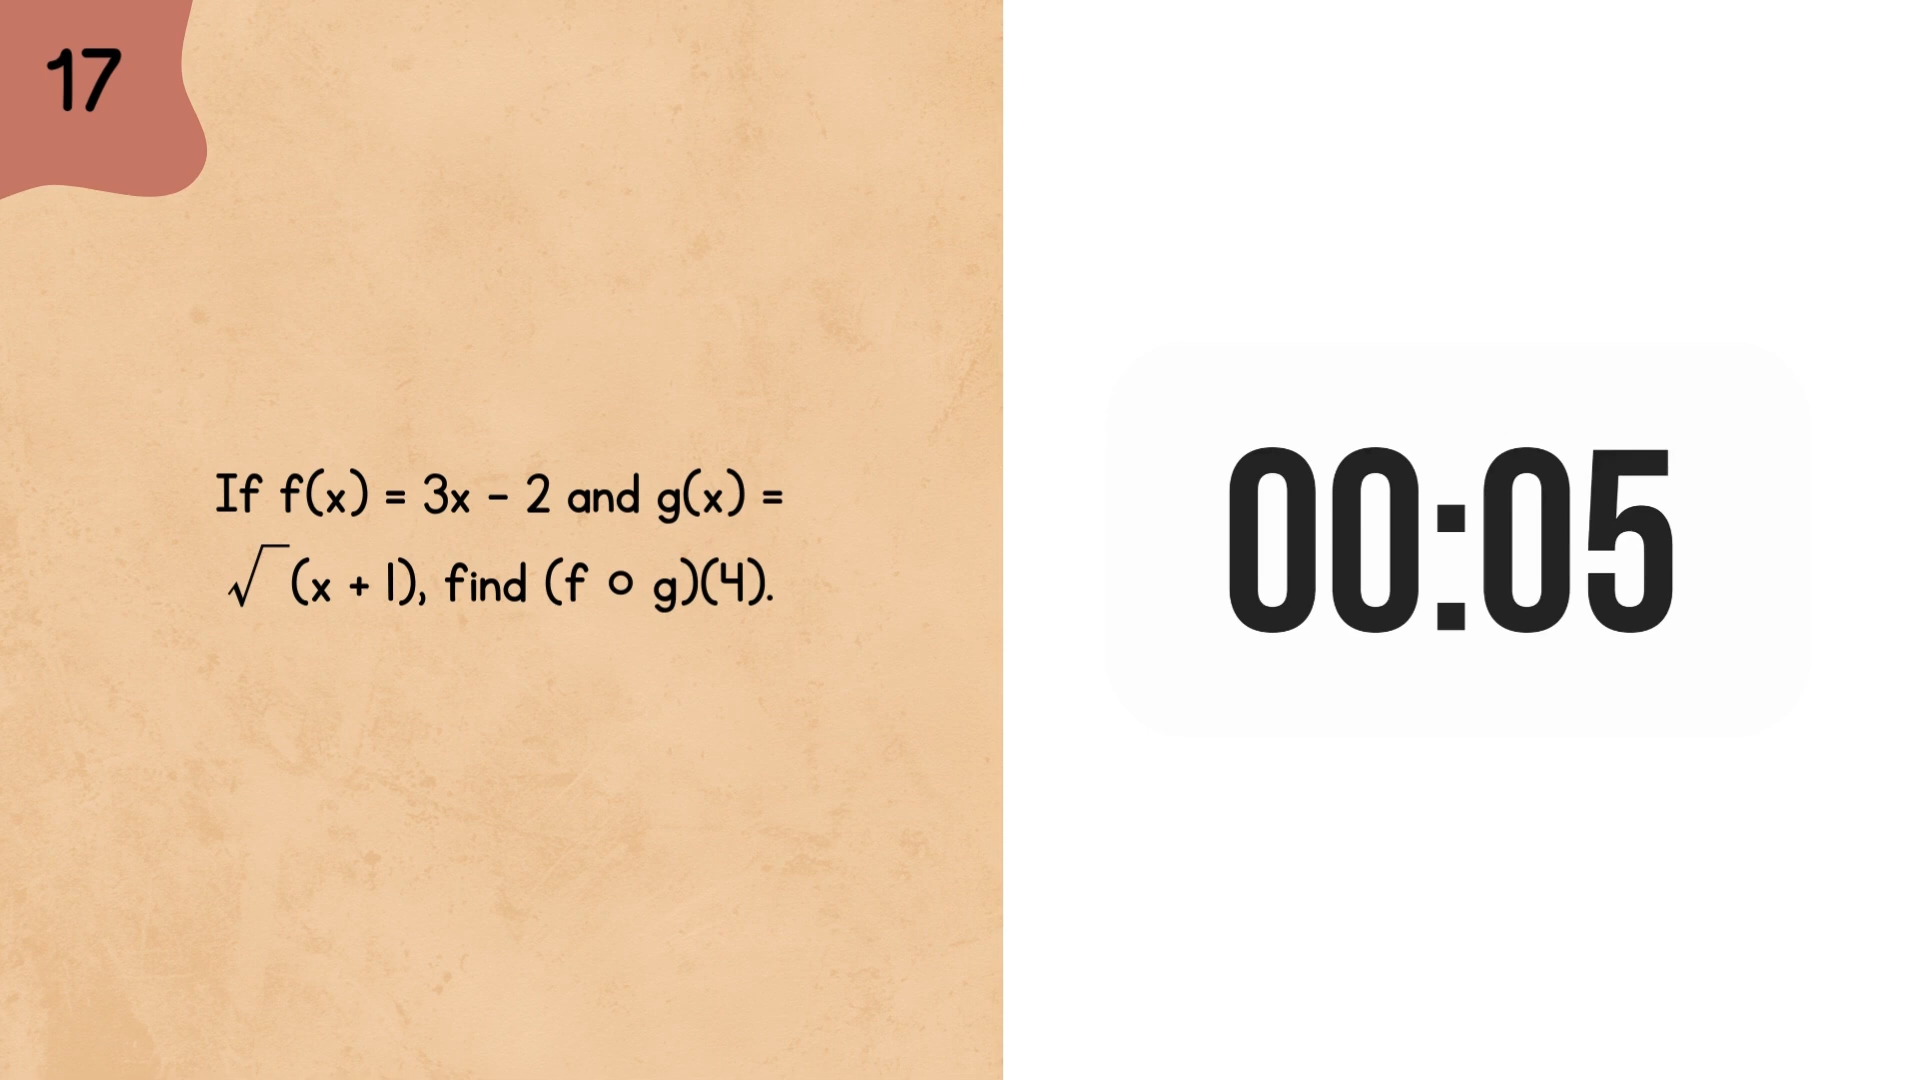 17
If f(x) = 3x - 2 and g(x) =
√‾(x + 1), find (f o g)(4).
00:05